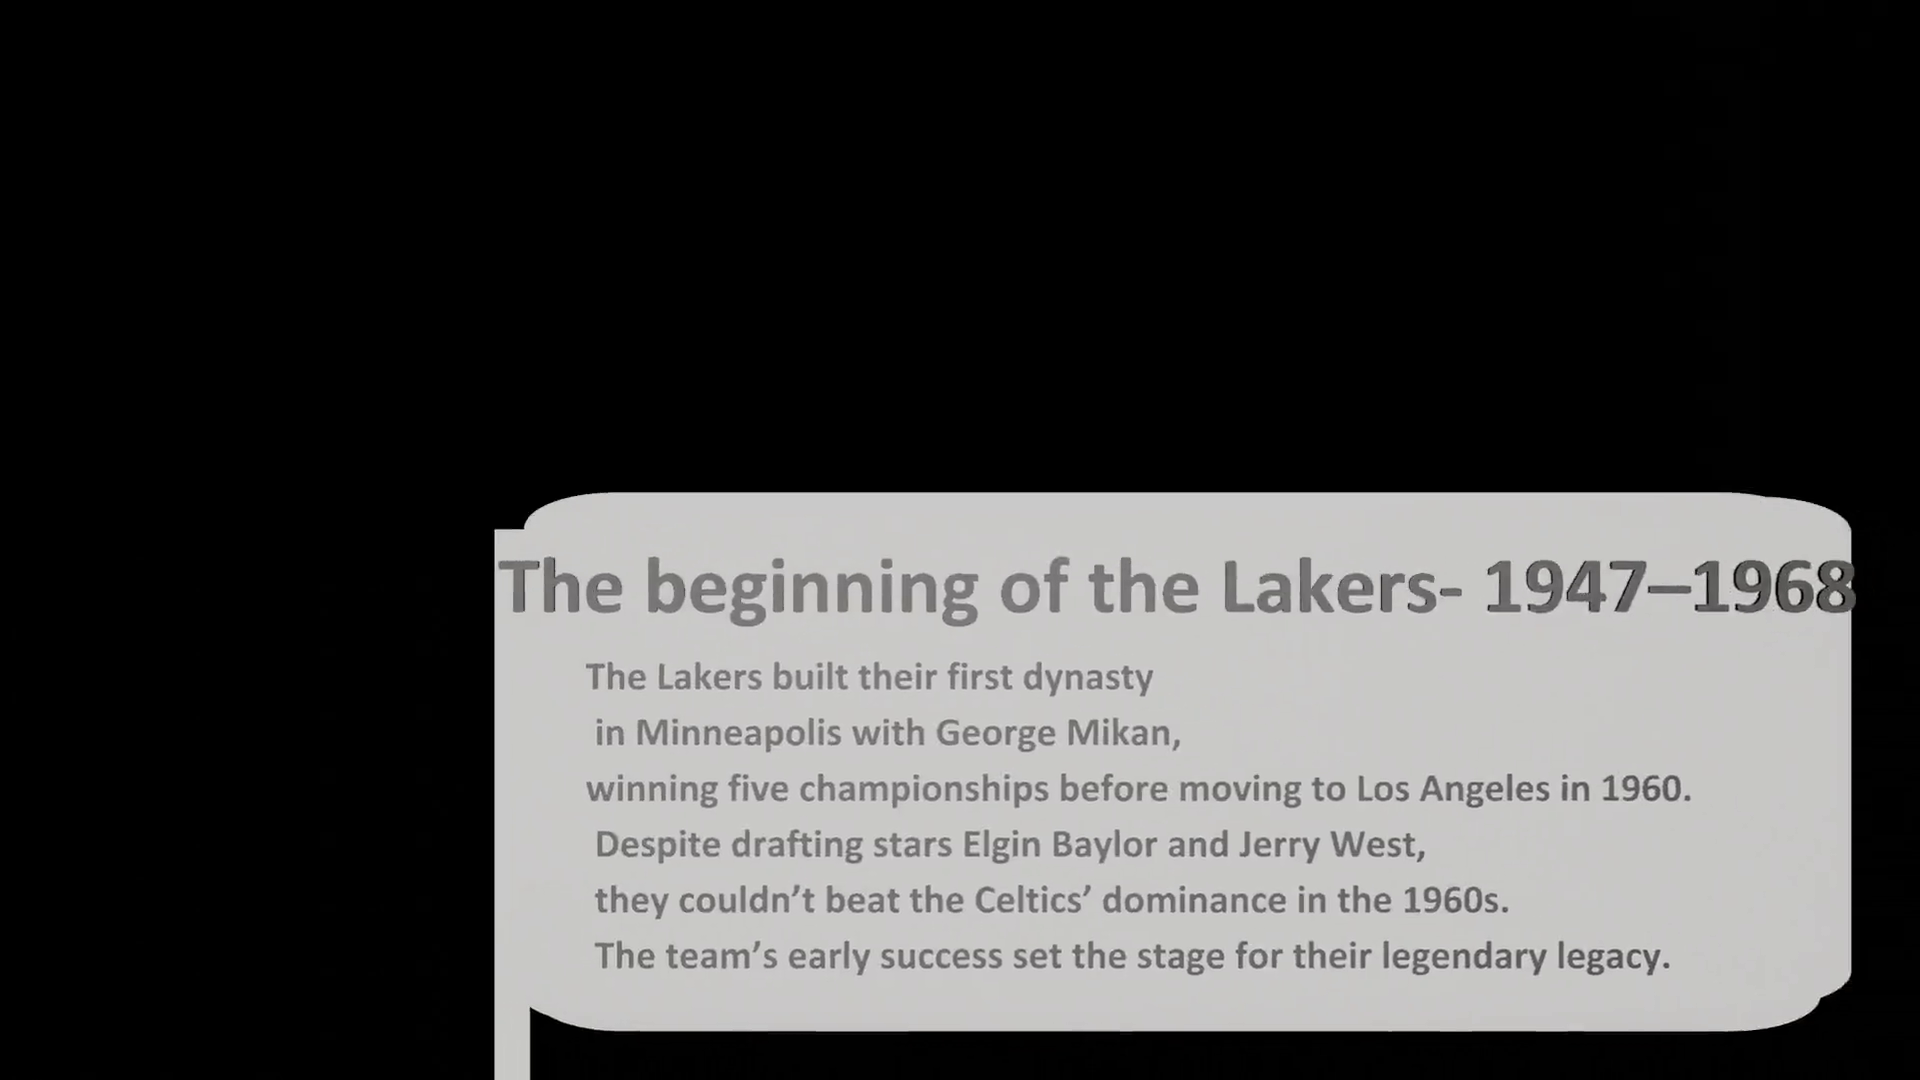 The beginning of the Lakers- 1947–1968
The Lakers built their first dynasty
in Minneapolis with George Mikan,
winning five championships before moving to Los Angeles in 1960.
Despite drafting stars Elgin Baylor and Jerry West,
they couldn’t beat the Celtics’ dominance in the 1960s.
The team’s early success set the stage for their legendary legacy.